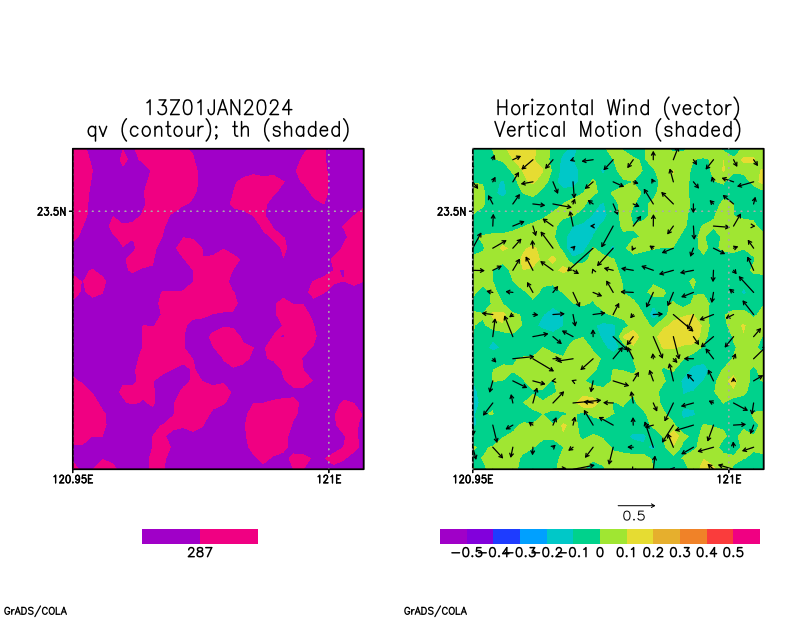 13Z01JAN2024
qv (contour); th (shaded)
23.5N
120.95E
121E
287
GrADS/COLA
Horizontal Wind (vector)
Vertical Motion (shaded)
23.5N
120.95E
121E
0.5
-0.5 -0.4 -0.3 -0.2 -0.1 0 0.1 0.2 0.3 0.4 0.5
GrADS/COLA